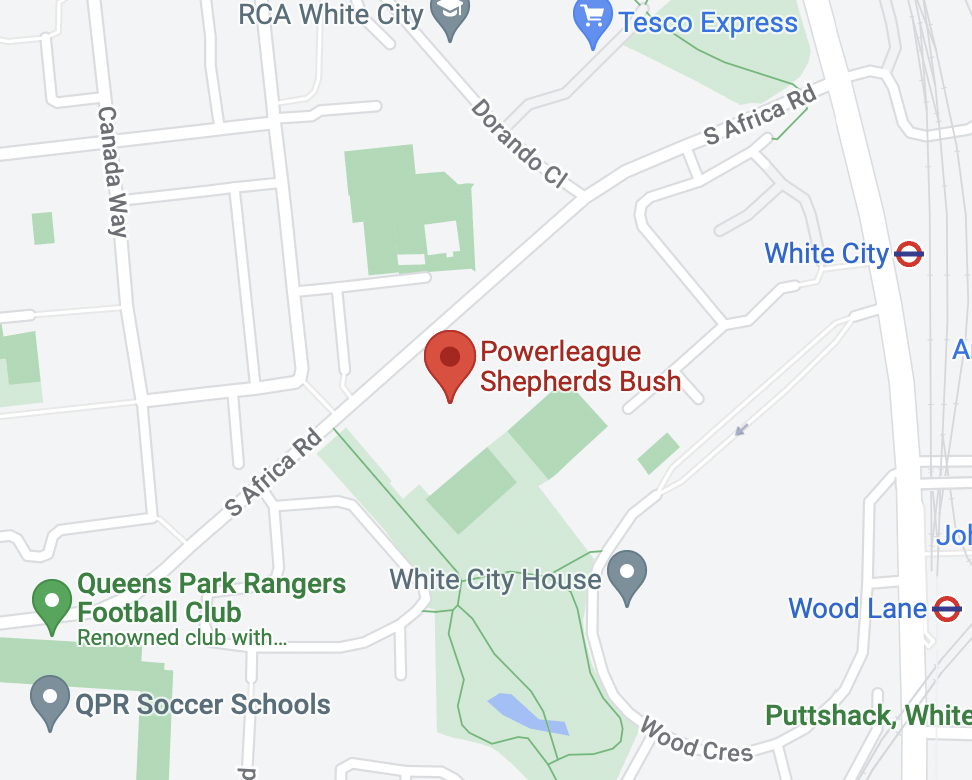 RCA White City
Tesco Express
Canada Way
Dorando Cl
S Africa Rd
White City
Powerleague
Shepherds Bush
S Africa Rd
White City House
Queens Park Rangers
Football Club
Renowned club with...
Wood Lane
QPR Soccer Schools
Puttshack, White
Wood Cres